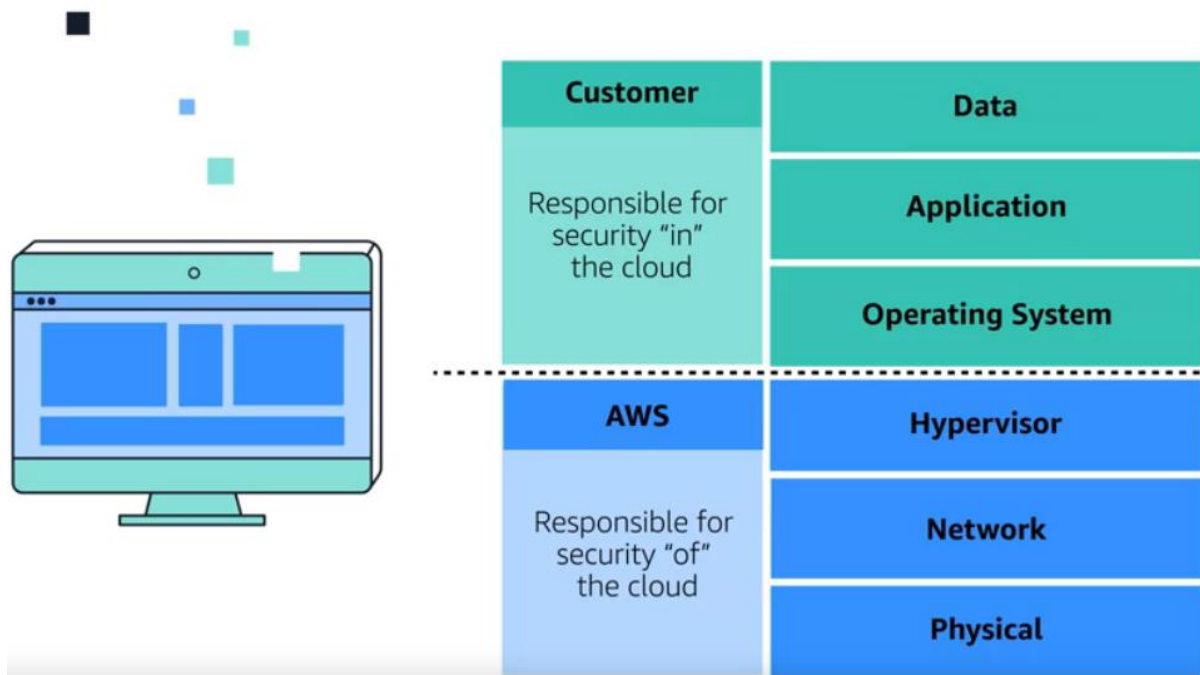 Customer
Responsible for
security “in”
the cloud
Data
Application
Operating System
AWS
Responsible for
security “of”
the cloud
Hypervisor
Network
Physical